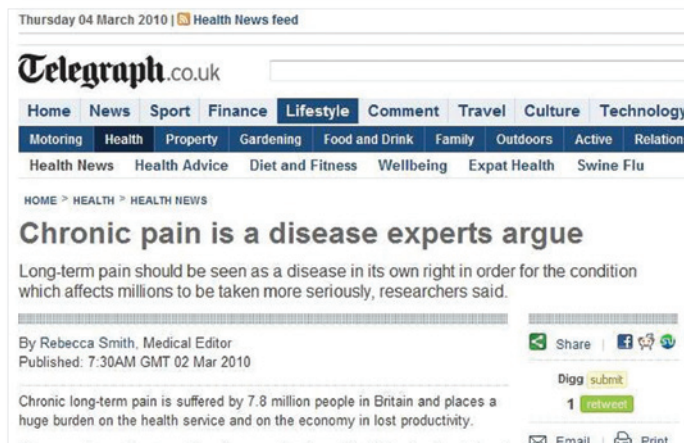 Thursday 04 March 2010 | Health News feed
Telegraph.co.uk
Home News Sport Finance Lifestyle Comment Travel Culture Technology
Motoring Health Property Gardening Food and Drink Family Outdoors Active Relation
Health News Health Advice Diet and Fitness Wellbeing Expat Health Swine Flu
HOME > HEALTH > HEALTH NEWS
Chronic pain is a disease experts argue
Long-term pain should be seen as a disease in its own right in order for the condition
which affects millions to be taken more seriously, researchers said.
By Rebecca Smith, Medical Editor
Published: 7:30AM GMT 02 Mar 2010
Chronic long-term pain is suffered by 7.8 million people in Britain and places a
huge burden on the health service and on the economy in lost productivity.
Share |
Digg submit
1 retweet
Email | Print